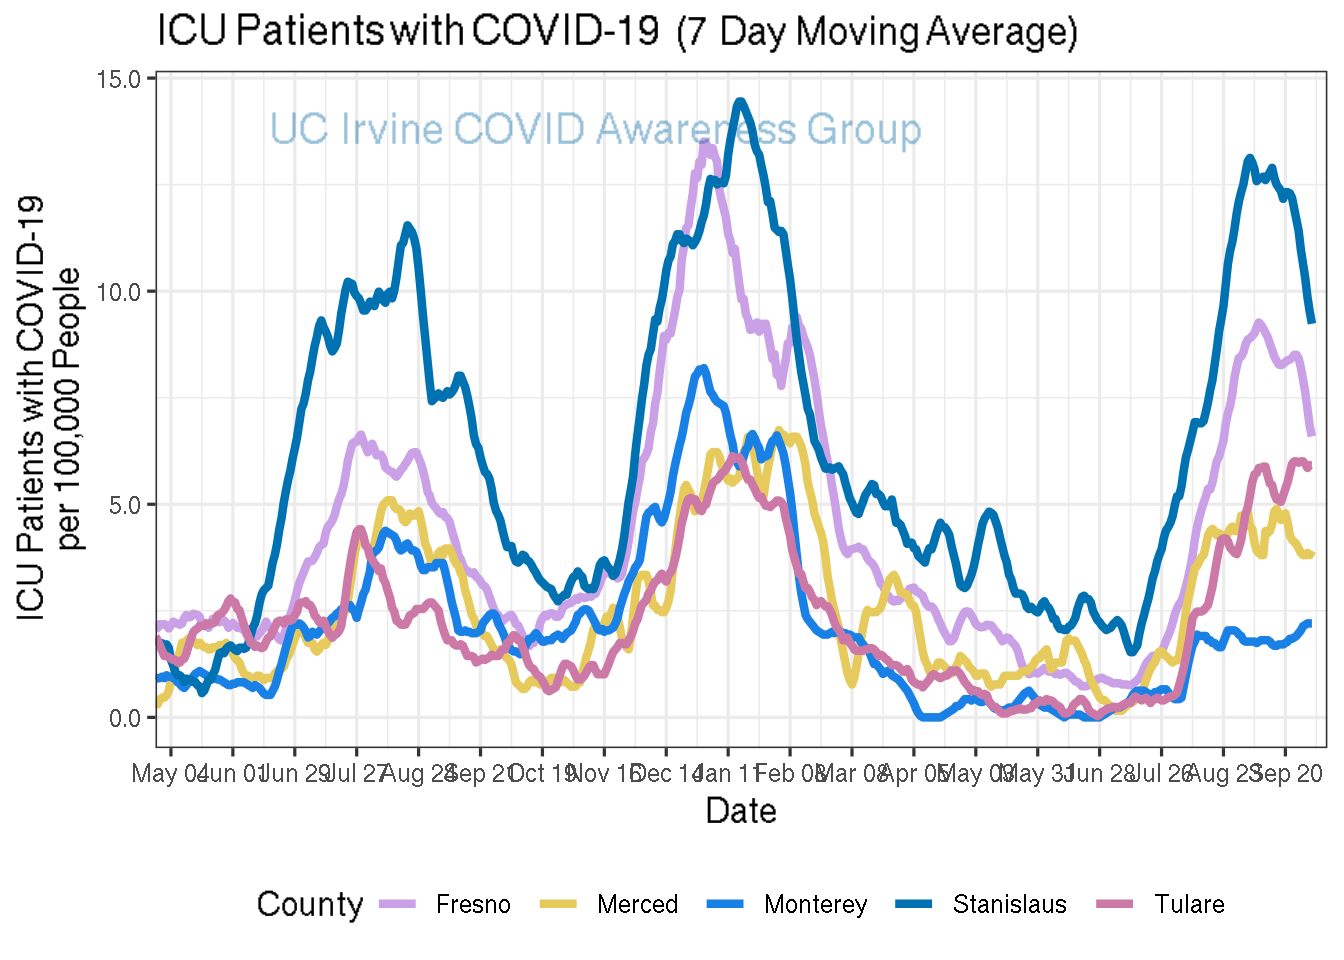 ICU Patients with COVID-19 (7 Day Moving Average)
UC Irvine COVID Awareness Group
15.0
10.0
5.0
0.0
ICU Patients with COVID-19
per 100,000 People
May 04 Jun 01 Jun 29 Jul 27 Aug 24 Sep 21 Oct 19 Nov 16 Dec 14 Jan 11 Feb 08 Mar 08 Apr 05 May 03 May 31 Jun 28 Jul 26 Aug 23 Sep 20
Date
County Fresno Merced Monterey Stanislaus Tulare